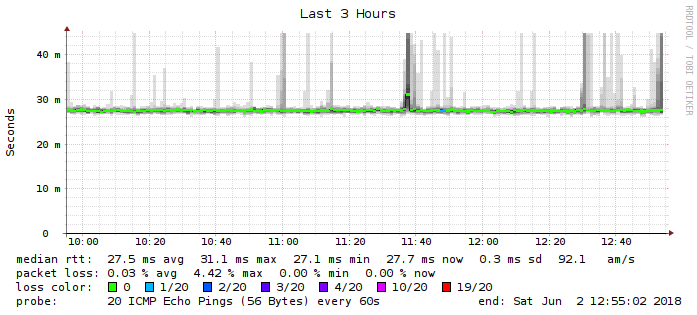 Last 3 Hours
RRDTOOL / TOBI OETIKER
Seconds
40 m
30 m
20 m
10 m
0
10:00 10:20 10:40 11:00 11:20 11:40 12:00 12:20 12:40
median rtt: 27.5 ms avg 31.1 ms max 27.1 ms min 27.7 ms now 0.3 ms sd 92.1 am/s
packet loss: 0.03 % avg 4.42 % max 0.00 % min 0.00 % now
loss color: 0 1/20 2/20 3/20 4/20 10/20 19/20
probe: 20 ICMP Echo Pings (56 Bytes) every 60s end: Sat Jun 2 12:55:02 2018